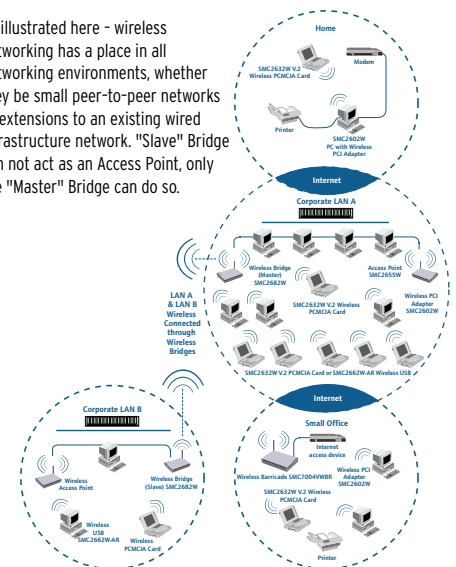 illustrated here - wireless
tworking has a place in all
tworking environments, whether
ey be small peer-to-peer networks
extensions to an existing wired
rastructure network. "Slave" Bridge
n not act as an Access Point, only
e "Master" Bridge can do so.
Home
SMC2632W V.2
Wireless PCMCIA Card
Modem
Printer
SMC2602W
PC with Wireless
PCI Adapter
Internet
Corporate LAN A
Wireless Bridge
(Master)
SMC2682W
Access Point
SMC2655W
LAN A
& LAN B
Wireless
Connected
through
Wireless
Bridges
SMC2632W V.2 Wireless
PCMCIA Card
Wireless PCI
Adapter
SMC2602W
SMC2632W V.2 PCMCIA Card or SMC2662W-AR Wireless USB
Internet
Corporate LAN B
Wireless
Access Point
Wireless Bridge
(Slave) SMC2682W
Wireless
USB
SMC2662W-AR
Wireless
PCMCIA Card
Small Office
Internet
access device
Wireless Barricade SMC7004VWBR
Wireless PCI
Adapter
SMC2602W
SMC2632W V.2 Wireless
PCMCIA Card
Printer